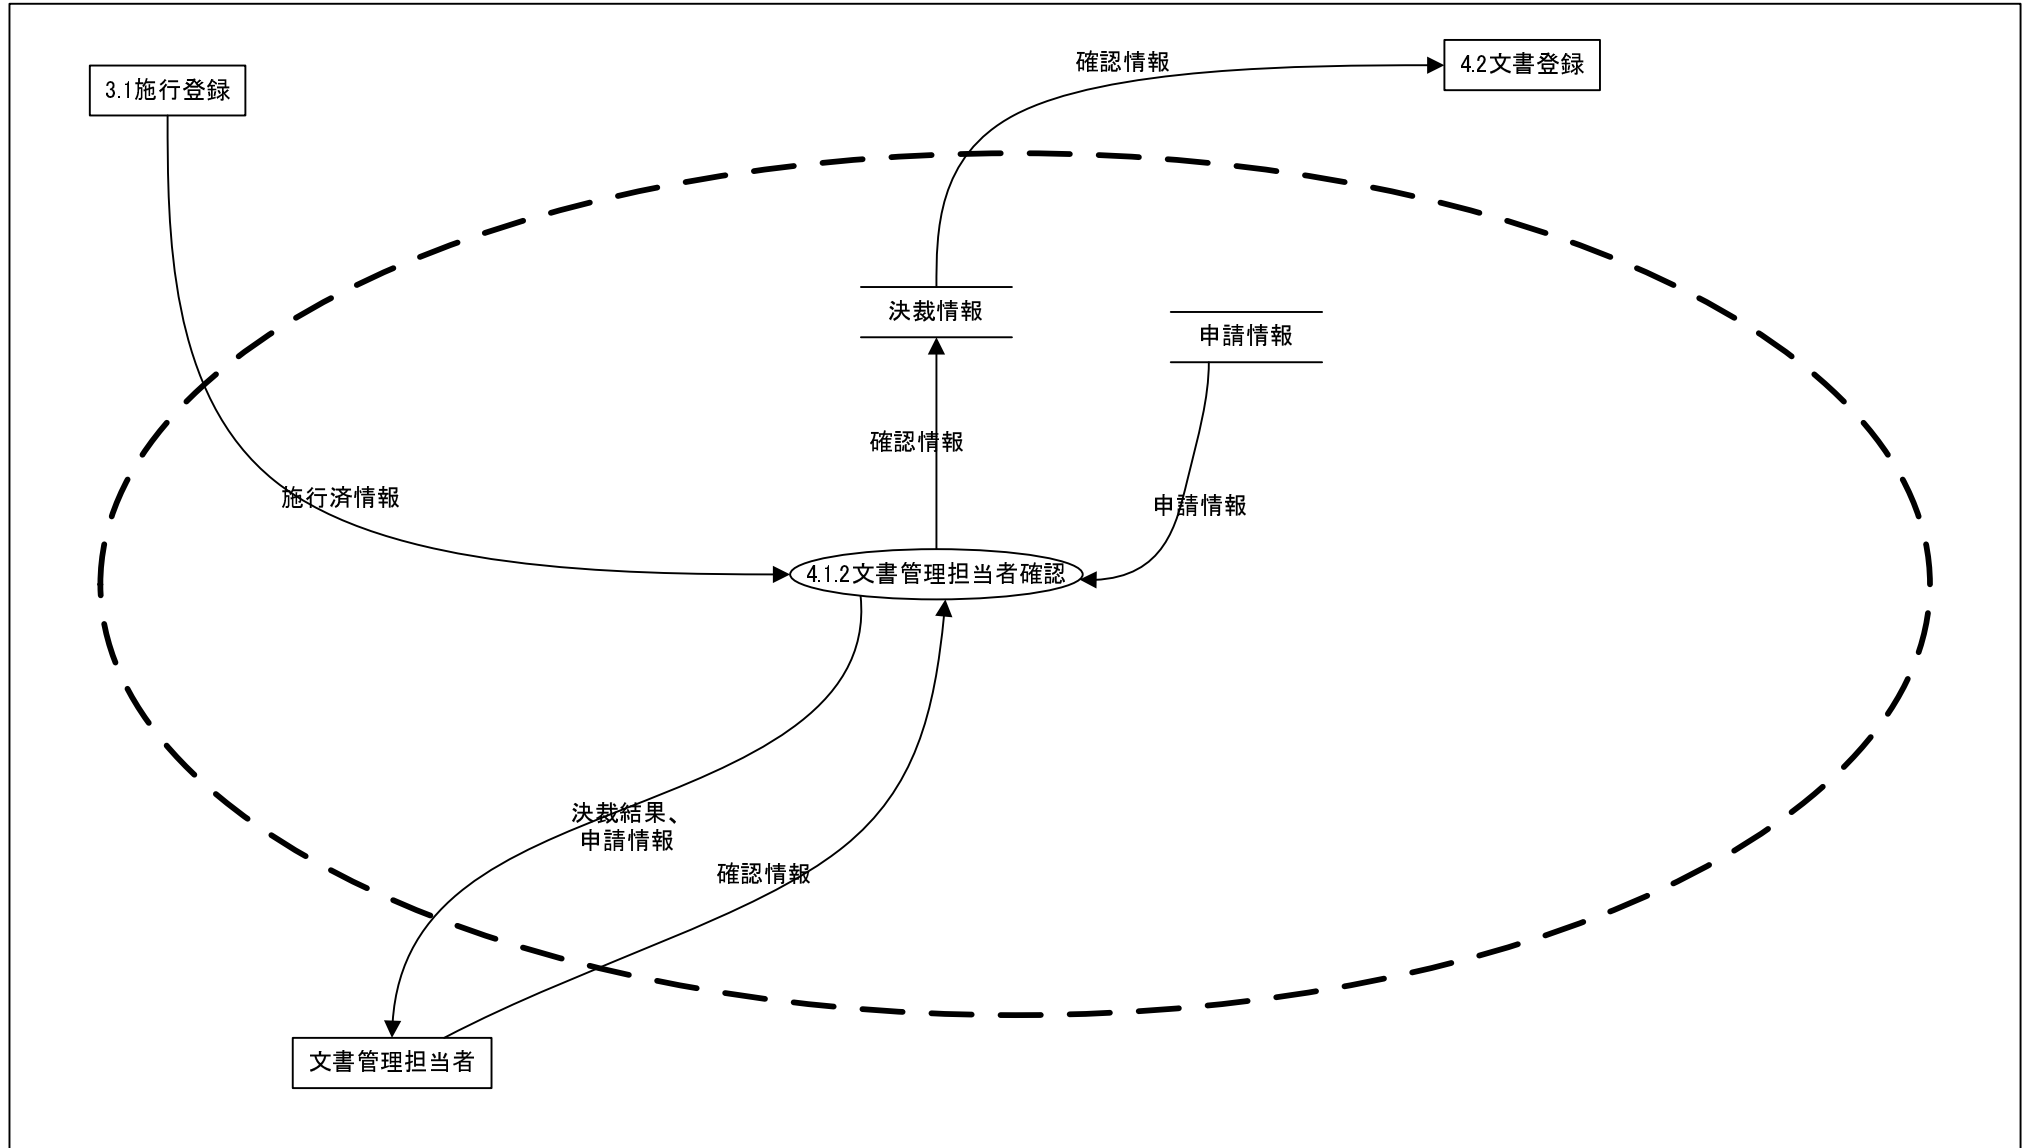 確認情報
4.2文書登録
3.1施行登録
決裁情報
申請情報
確認情報
施行済情報
申請情報
4.1.2文書管理担当者確認
決裁結果、
申請情報
確認情報
文書管理担当者